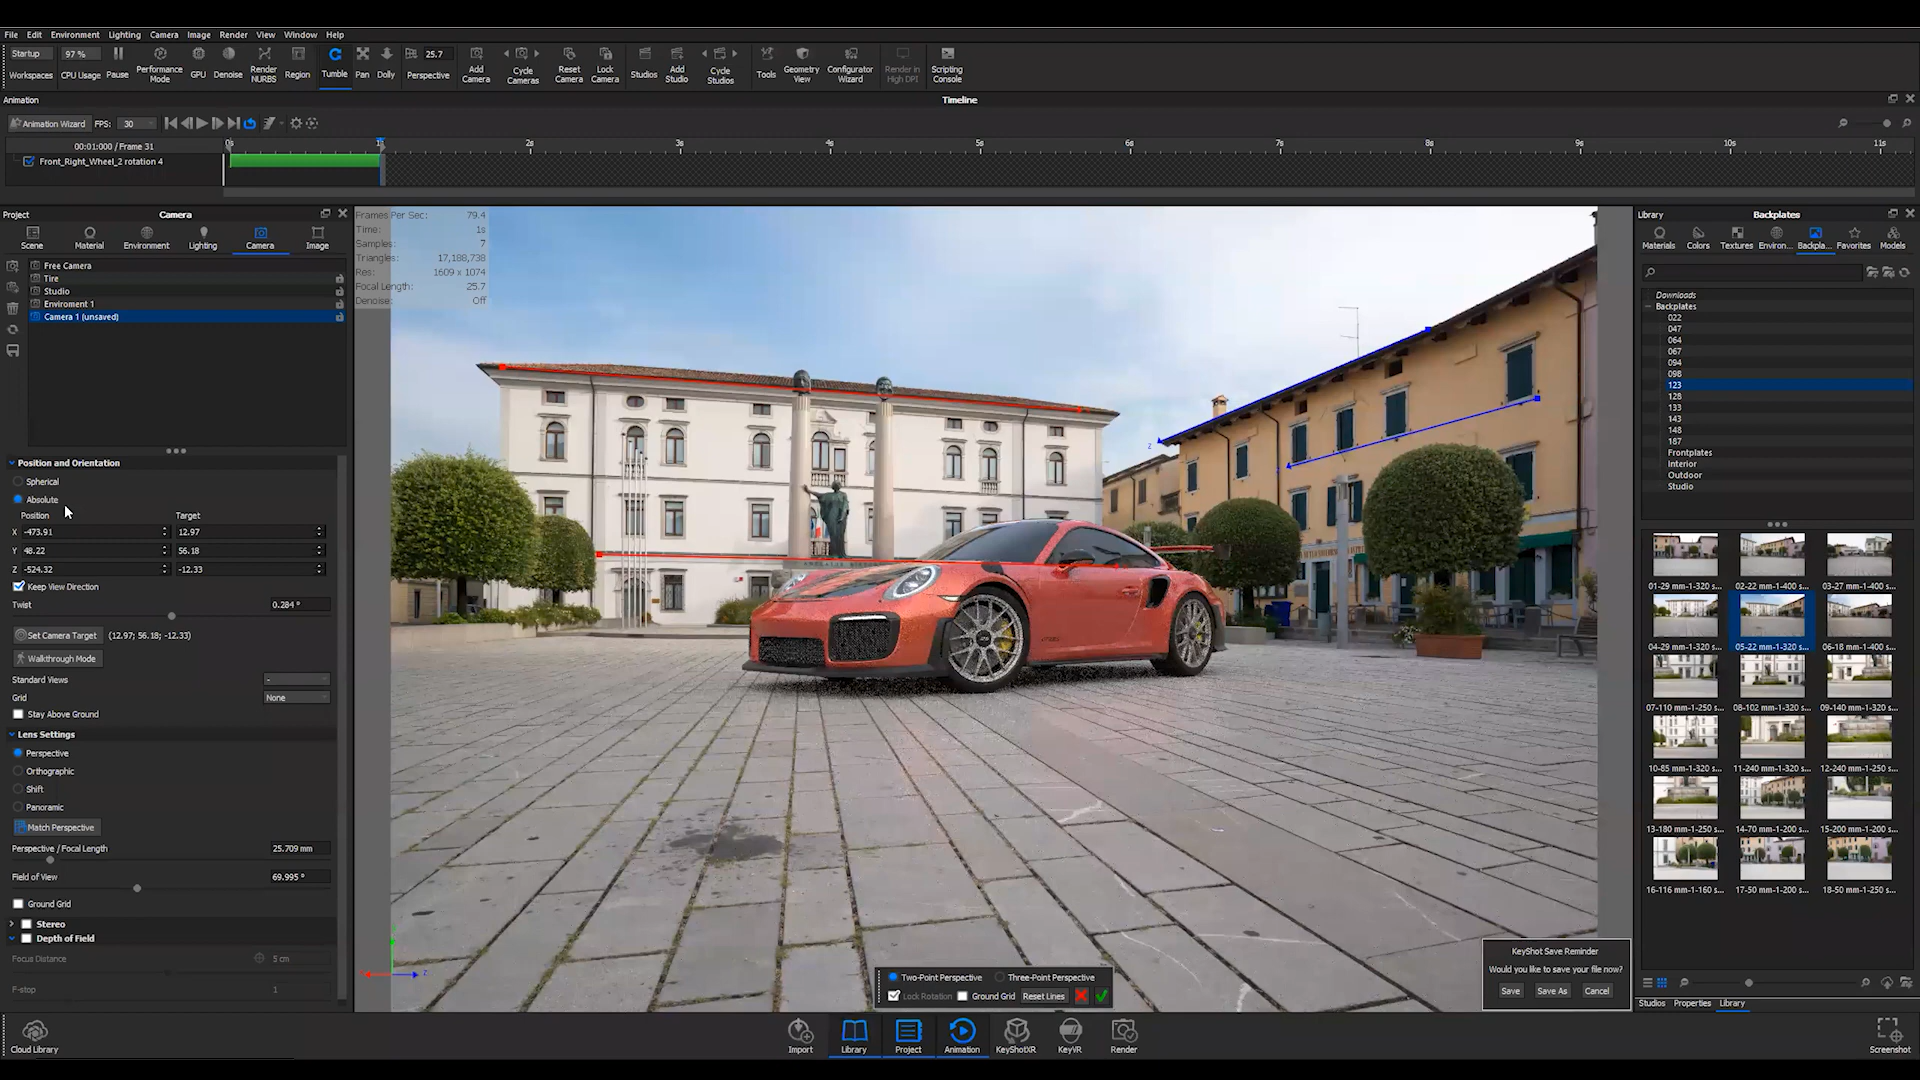 File Edit Environment Lighting Camera Image Render View Window Help
Startup 97 % 25.7
Workspaces CPU Usage Pause Performance Mode GPU Denoise Render NURBS Region Tumble Pan Dolly Perspective Add Camera Cycle Cameras Reset Camera Lock Camera Studios Add Studio Cycle Studios Tools Geometry View Configurator Wizard Render in High DPI Scripting Console
Animation Timeline
Animation Wizard FPS: 30
00:01:000 / Frame 31 0s 1s 2s 3s 4s 5s 6s 7s 8s 9s 10s 11s
Front_Right_Wheel_2 rotation 4
Project Camera
Scene Material Environment Lighting Camera Image
Free Camera
Tire
Studio
Enviroment 1
Camera 1 (unsaved)
Position and Orientation
Spherical
Absolute
Position Target
X -473.91 12.97
Y 48.22 56.18
Z -524.32 -12.33
Keep View Direction
Twist 0.284 °
Set Camera Target (12.97; 56.18; -12.33)
Walkthrough Mode
Standard Views -
Grid None
Stay Above Ground
Lens Settings
Perspective
Orthographic
Shift
Panoramic
Match Perspective
Perspective / Focal Length 25.709 mm
Field of View 69.995 °
Ground Grid
Stereo
Depth of Field
Focus Distance 5 cm
F-stop 1
Frames Per Sec: 79.4
Time: 1s
Samples: 7
Triangles: 17,188,738
Res: 1609 x 1074
Focal Length: 25.7
Denoise: Off
z
z
Two-Point Perspective Three-Point Perspective
Lock Rotation Ground Grid Reset Lines
KeyShot Save Reminder
Would you like to save your file now?
Save Save As Cancel
Library Backplates
Materials Colors Textures Environ... Backpla... Favorites Models
Downloads
Backplates
022
047
064
067
094
098
123
128
133
143
148
187
Frontplates
Interior
Outdoor
Studio
01-29 mm-1-320 s... 02-22 mm-1-400 s... 03-27 mm-1-400 s...
04-29 mm-1-320 s... 05-22 mm-1-320 s... 06-18 mm-1-400 s...
07-110 mm-1-250 s... 08-102 mm-1-320 s... 09-140 mm-1-320 s...
10-85 mm-1-320 s... 11-240 mm-1-320 s... 12-240 mm-1-250 s...
13-180 mm-1-250 s... 14-70 mm-1-200 s... 15-200 mm-1-200 s...
16-116 mm-1-160 s... 17-50 mm-1-200 s... 18-50 mm-1-250 s...
Studios Properties Library
Cloud Library Import Library Project Animation KeyShotXR KeyVR Render Screenshot